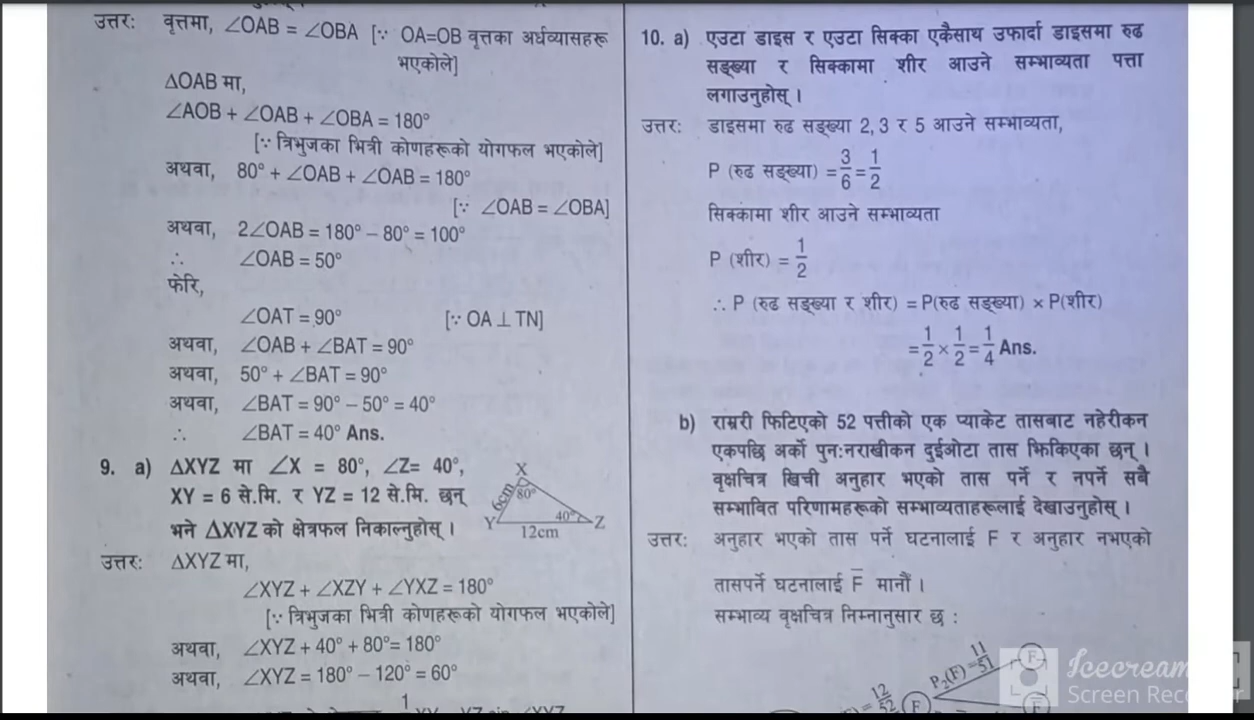 उत्तरः वृत्तमा, ∠OAB = ∠OBA [∵ OA=OB वृत्तका अर्धव्यासहरू
भएकोले]
ΔOAB मा,
∠AOB + ∠OAB + ∠OBA = 180°
[∵ त्रिभुजका भित्री कोणहरूको योगफल भएकोले]
अथवा, 80° + ∠OAB + ∠OAB = 180°
[∵ ∠OAB = ∠OBA]
अथवा, 2∠OAB = 180° − 80° = 100°
∴ ∠OAB = 50°
फेरि,
∠OAT = 90° [∵ OA ⊥ TN]
अथवा, ∠OAB + ∠BAT = 90°
अथवा, 50° + ∠BAT = 90°
अथवा, ∠BAT = 90° − 50° = 40°
∴ ∠BAT = 40° Ans.
9. a) ΔXYZ मा ∠X = 80°, ∠Z= 40°,
XY = 6 से.मि. र YZ = 12 से.मि. छन्
भने ΔXYZ को क्षेत्रफल निकाल्नुहोस् ।
X
6cm 80°
Y 40° Z
12cm
उत्तरः ΔXYZ मा,
∠XYZ + ∠XZY + ∠YXZ = 180°
[∵ त्रिभुजका भित्री कोणहरूको योगफल भएकोले]
अथवा, ∠XYZ + 40° + 80°= 180°
अथवा, ∠XYZ = 180° − 120° = 60°
10. a) एउटा डाइस र एउटा सिक्का एकैसाथ उफार्दा डाइसमा रुढ
सङ्ख्या र सिक्कामा शीर आउने सम्भाव्यता पत्ता
लगाउनुहोस् ।
उत्तरः डाइसमा रुढ सङ्ख्या 2, 3 र 5 आउने सम्भाव्यता,
P (रुढ सङ्ख्या) = 3/6 = 1/2
सिक्कामा शीर आउने सम्भाव्यता
P (शीर) = 1/2
∴ P (रुढ सङ्ख्या र शीर) = P(रुढ सङ्ख्या) × P(शीर)
= 1/2 × 1/2 = 1/4 Ans.
b) राम्ररी फिटिएको 52 पत्तीको एक प्याकेट तासबाट नहेरीकन
एकपछि अर्को पुनःनराखीकन दुईओटा तास झिकिएका छन् ।
वृक्षचित्र खिची अनुहार भएको तास पर्ने र नपर्ने सबै
सम्भावित परिणामहरूको सम्भाव्यताहरूलाई देखाउनुहोस् ।
उत्तरः अनुहार भएको तास पर्ने घटनालाई F र अनुहार नभएको
तासपर्ने घटनालाई F̅ मानौं ।
सम्भाव्य वृक्षचित्र निम्नानुसार छ :
P₂(F) = 11/51 F
= 12/52 F
Icecream
Screen Rec